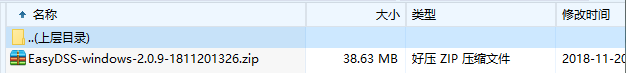 名称 大小 类型 修改时间
..(上层目录)
EasyDSS-windows-2.0.9-1811201326.zip 38.63 MB 好压 ZIP 压缩文件 2018-11-20